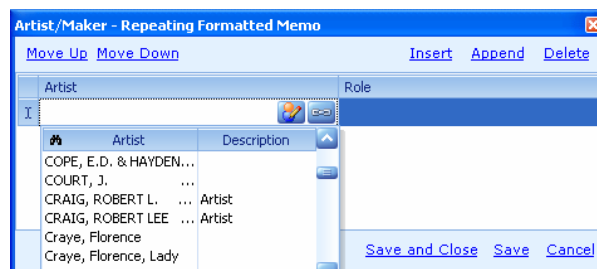 Artist/Maker - Repeating Formatted Memo
Move Up Move Down Insert Append Delete
Artist Role
Artist Description
COPE, E.D. & HAYDEN...
COURT, J. ...
CRAIG, ROBERT L. ... Artist
CRAIG, ROBERT LEE ... Artist
Craye, Florence
Craye, Florence, Lady
Save and Close Save Cancel